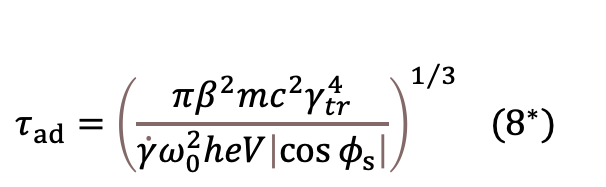 τ_ad = (πβ²mc²γ_tr⁴ / γ̇ω₀²heV|cos ϕ_s|)^1/3 (8*)